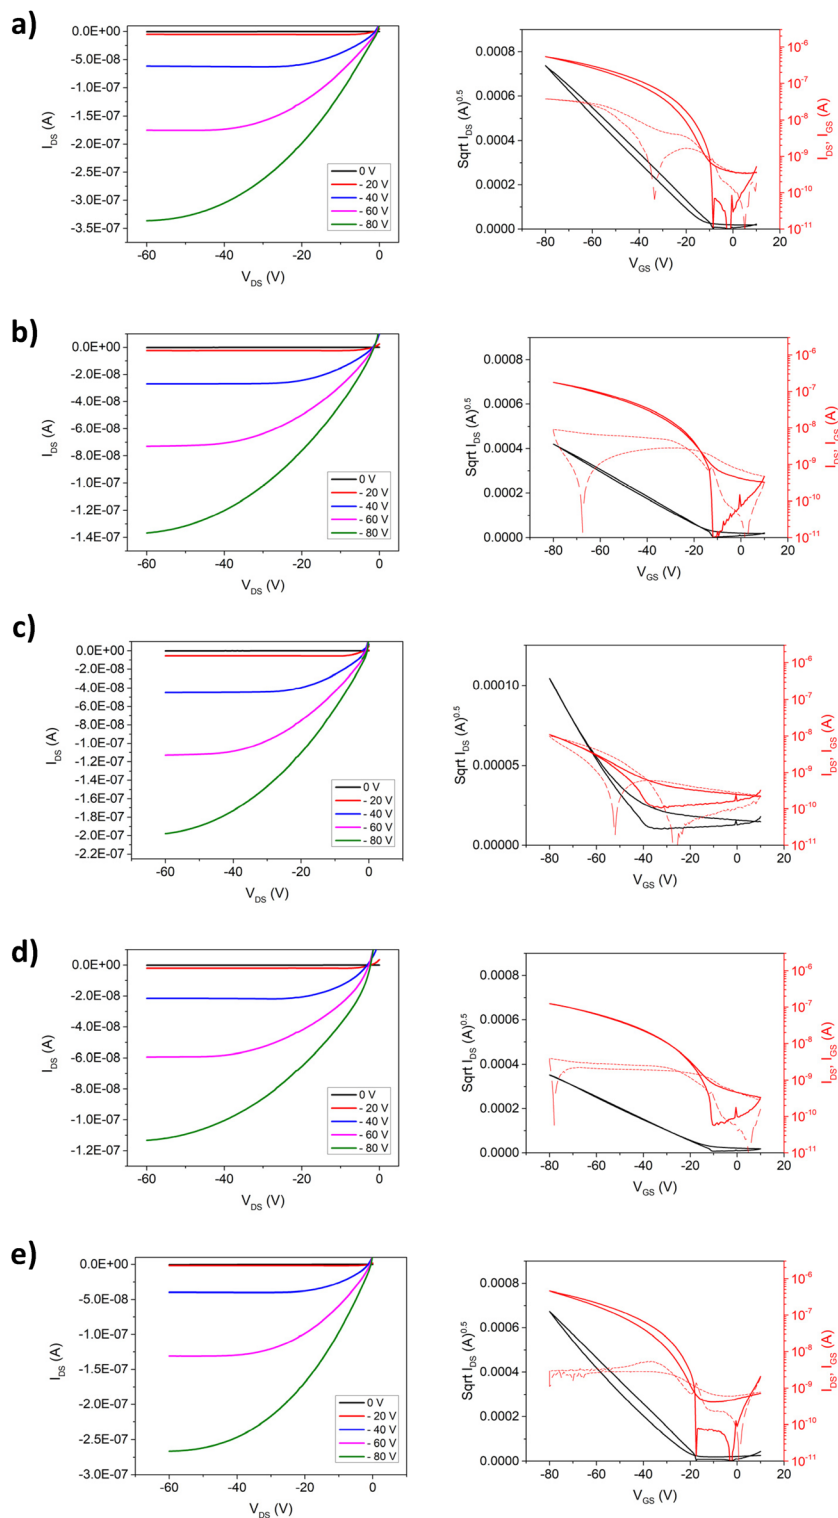 a)
0.0E+00
-5.0E-08
-1.0E-07
-1.5E-07
-2.0E-07
-2.5E-07
-3.0E-07
-3.5E-07
I_DS (A)
0 V
- 20 V
- 40 V
- 60 V
- 80 V
-60 -40 -20 0
V_DS (V)
0.0008
0.0006
0.0004
0.0002
0.0000
Sqrt I_DS (A)^0.5
10^-6
10^-7
10^-8
10^-9
10^-10
10^-11
I_DS, I_GS (A)
-80 -60 -40 -20 0 20
V_GS (V)
b)
0.0E+00
-2.0E-08
-4.0E-08
-6.0E-08
-8.0E-08
-1.0E-07
-1.2E-07
-1.4E-07
I_DS (A)
0 V
- 20 V
- 40 V
- 60 V
- 80 V
-60 -40 -20 0
V_DS (V)
0.0008
0.0006
0.0004
0.0002
0.0000
Sqrt I_DS (A)^0.5
10^-6
10^-7
10^-8
10^-9
10^-10
10^-11
I_DS, I_GS (A)
-80 -60 -40 -20 0 20
V_GS (V)
c)
0.0E+00
-2.0E-08
-4.0E-08
-6.0E-08
-8.0E-08
-1.0E-07
-1.2E-07
-1.4E-07
-1.6E-07
-1.8E-07
-2.0E-07
-2.2E-07
I_DS (A)
0 V
- 20 V
- 40 V
- 60 V
- 80 V
-60 -40 -20 0
V_DS (V)
0.00010
0.00005
0.00000
Sqrt I_DS (A)^0.5
10^-6
10^-7
10^-8
10^-9
10^-10
10^-11
I_DS, I_GS (A)
-80 -60 -40 -20 0 20
V_GS (V)
d)
0.0E+00
-2.0E-08
-4.0E-08
-6.0E-08
-8.0E-08
-1.0E-07
-1.2E-07
I_DS (A)
0 V
- 20 V
- 40 V
- 60 V
- 80 V
-60 -40 -20 0
V_DS (V)
0.0008
0.0006
0.0004
0.0002
0.0000
Sqrt I_DS (A)^0.5
10^-6
10^-7
10^-8
10^-9
10^-10
10^-11
I_DS, I_GS (A)
-80 -60 -40 -20 0 20
V_GS (V)
e)
0.0E+00
-5.0E-08
-1.0E-07
-1.5E-07
-2.0E-07
-2.5E-07
-3.0E-07
I_DS (A)
0 V
- 20 V
- 40 V
- 60 V
- 80 V
-60 -40 -20 0
V_DS (V)
0.0008
0.0006
0.0004
0.0002
0.0000
Sqrt I_DS (A)^0.5
10^-6
10^-7
10^-8
10^-9
10^-10
10^-11
I_DS, I_GS (A)
-80 -60 -40 -20 0 20
V_GS (V)